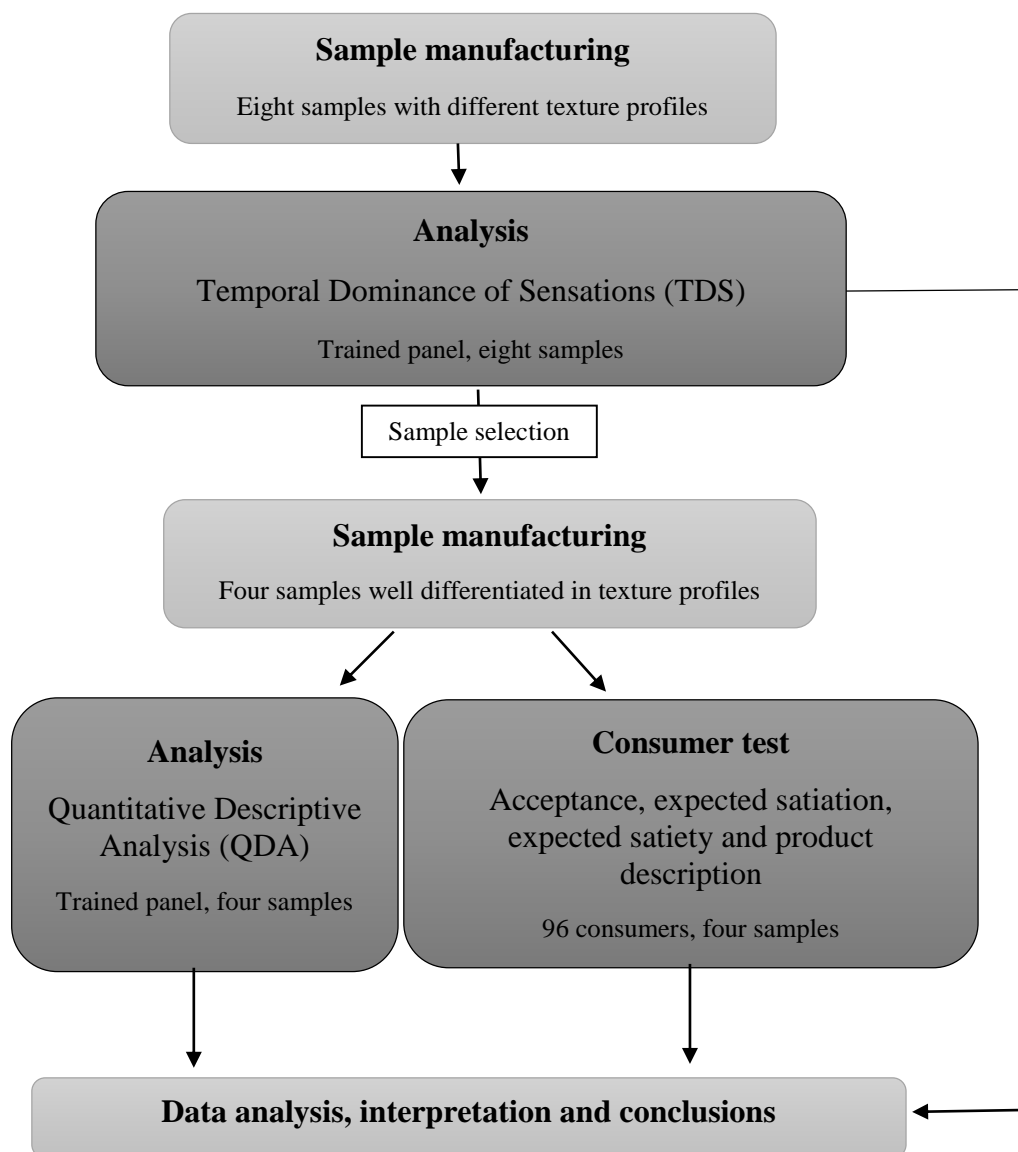 Sample manufacturing
Eight samples with different texture profiles
Analysis
Temporal Dominance of Sensations (TDS)
Trained panel, eight samples
Sample selection
Sample manufacturing
Four samples well differentiated in texture profiles
Analysis
Quantitative Descriptive
Analysis (QDA)
Trained panel, four samples
Consumer test
Acceptance, expected satiation,
expected satiety and product
description
96 consumers, four samples
Data analysis, interpretation and conclusions